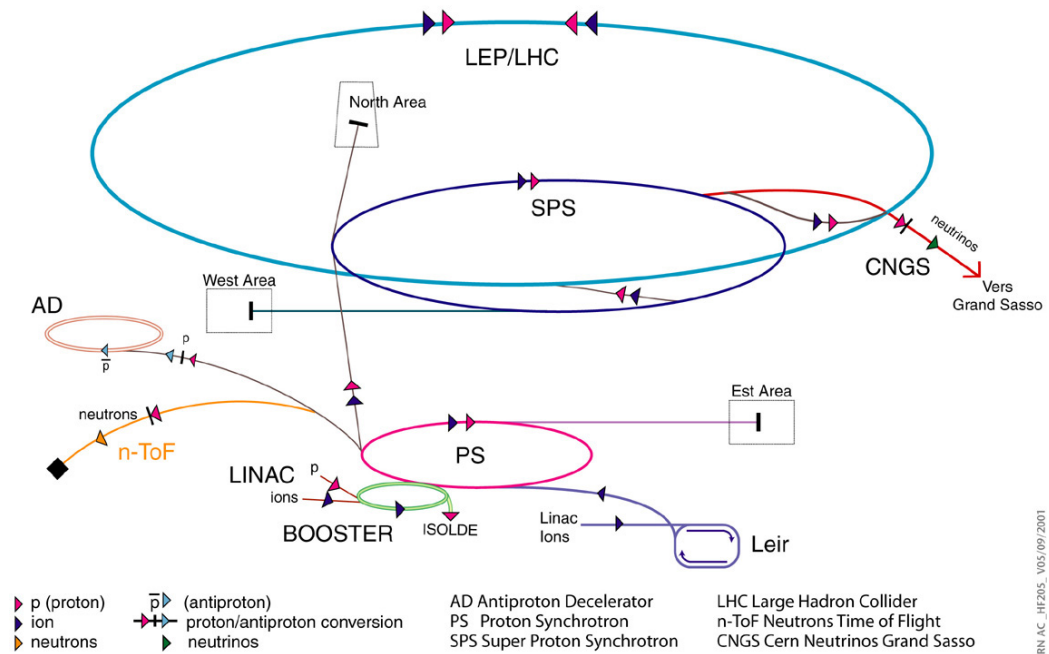 LEP/LHC
North Area
SPS
neutrinos
CNGS
Vers
Grand Sasso
West Area
AD
p
p̅
neutrons
n-ToF
Est Area
PS
LINAC
p
ions
BOOSTER
ISOLDE
Linac
Ions
Leir
p (proton)
ion
neutrons
p̅ (antiproton)
proton/antiproton conversion
neutrinos
AD Antiproton Decelerator
PS Proton Synchrotron
SPS Super Proton Synchrotron
LHC Large Hadron Collider
n-ToF Neutrons Time of Flight
CNGS Cern Neutrinos Grand Sasso
RN AC _HF205_ V05/09/2001